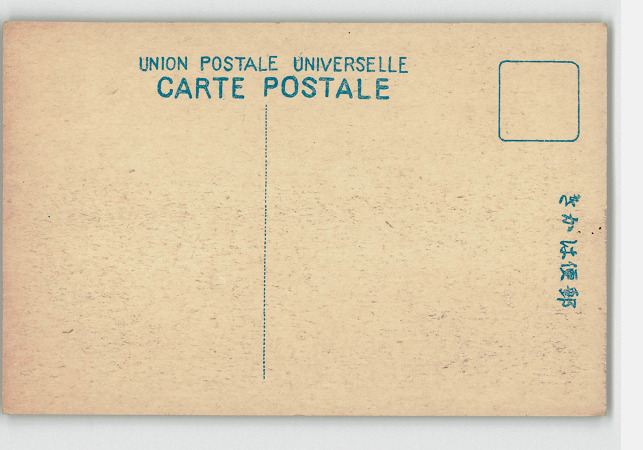 UNION POSTALE UNIVERSELLE
CARTE POSTALE
郵便はかき